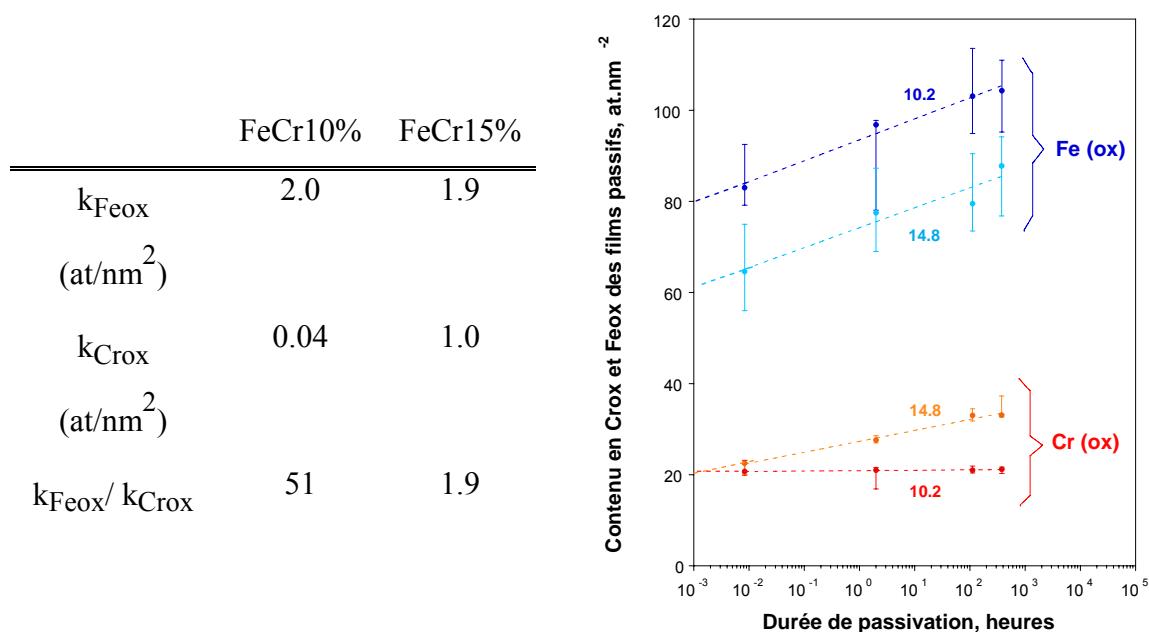 FeCr10% FeCr15%
kFeox 2.0 1.9
(at/nm²)
kCrox 0.04 1.0
(at/nm²)
kFeox/ kCrox 51 1.9
Contenu en Crox et Feox des films passifs, at.nm⁻²
120
100
80
60
40
20
0
10.2
14.8
Fe (ox)
14.8
10.2
Cr (ox)
10⁻³ 10⁻² 10⁻¹ 10⁰ 10¹ 10² 10³ 10⁴ 10⁵
Durée de passivation, heures